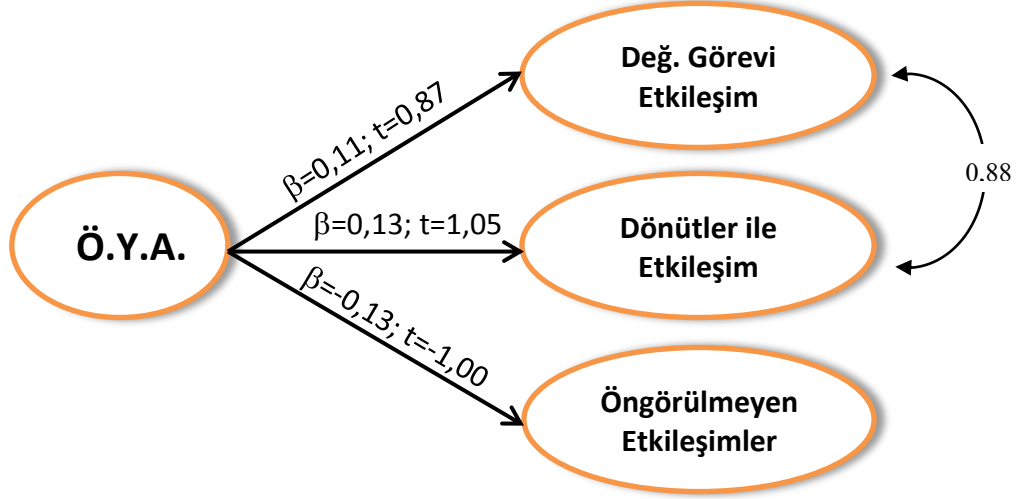 Ö.Y.A.
β=0,11; t=0,87
β=0,13; t=1,05
β=-0,13; t=-1,00
Değ. Görevi
Etkileşim
Dönütler ile
Etkileşim
Öngörülmeyen
Etkileşimler
0.88